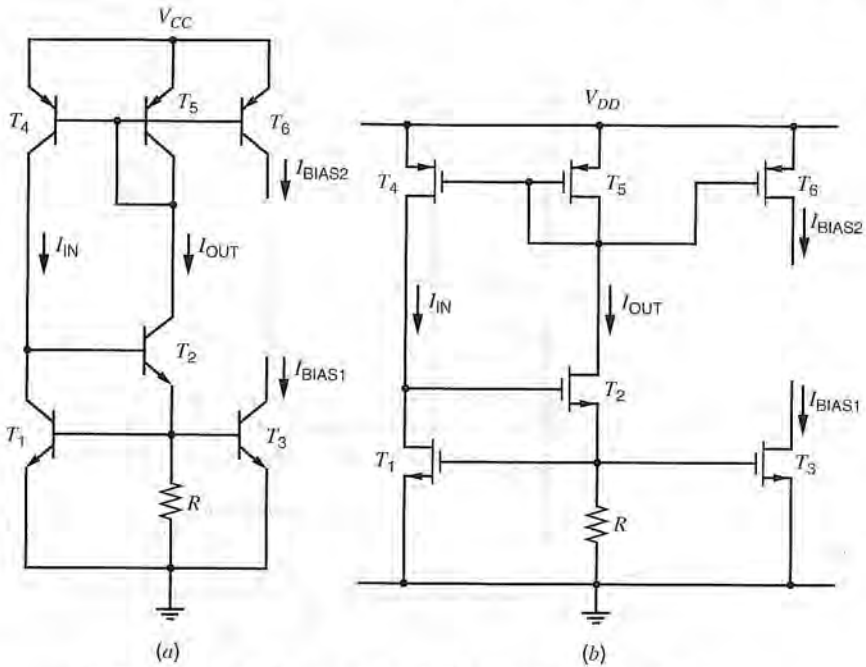 V_CC
T_4
T_5
T_6
I_BIAS2
I_IN
I_OUT
T_2
I_BIAS1
T_1
T_3
R
(a)
V_DD
T_4
T_5
T_6
I_BIAS2
I_IN
I_OUT
T_2
I_BIAS1
T_1
T_3
R
(b)